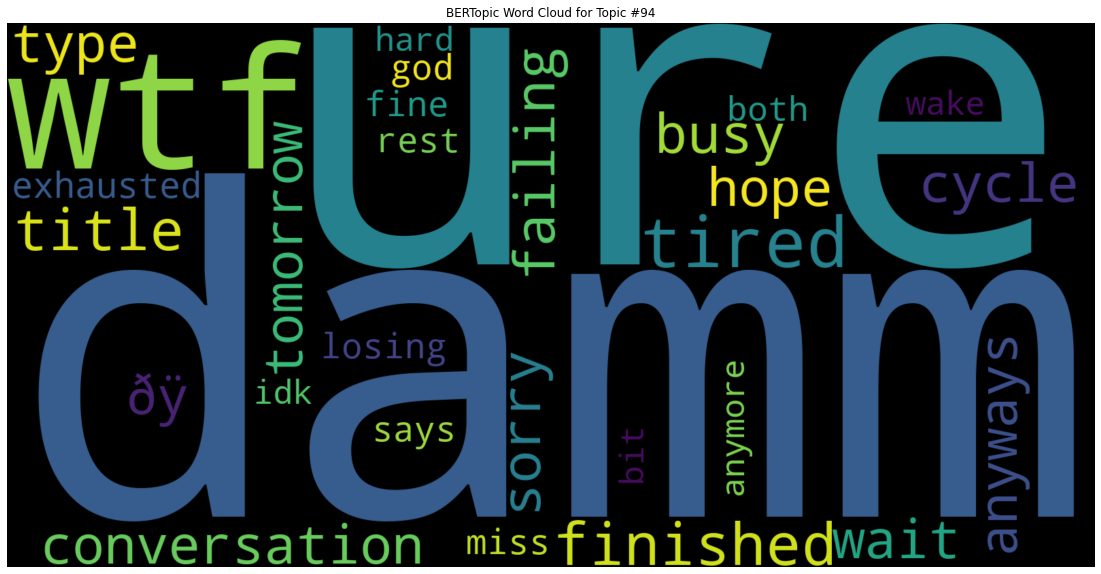 BERTopic Word Cloud for Topic #94
type
wtf
ure
hard
god
fine
rest
failing
both
wake
busy
hope
cycle
exhausted
title
tomorrow
tired
damm
losing
ðÿ
idk
says
sorry
bit
anymore
anyways
conversation
miss
finished
wait